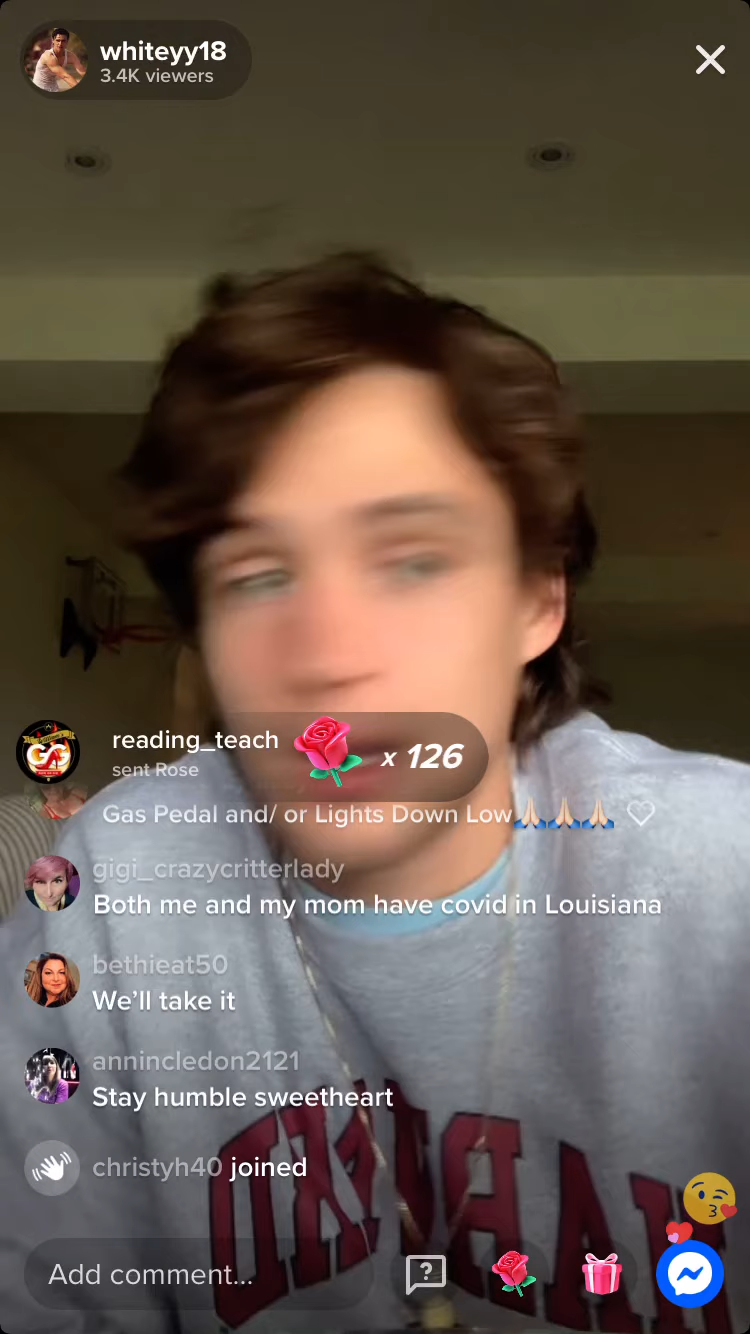 whiteyy18
3.4K viewers
reading_teach
sent Rose
x 126
Gas Pedal and/ or Lights Down Low🙏🏼🙏🏼🙏🏼
gigi_crazycritterlady
Both me and my mom have covid in Louisiana
bethieat50
We’ll take it
annincledon2121
Stay humble sweetheart
christyh40 joined
HARVARD
Add comment...